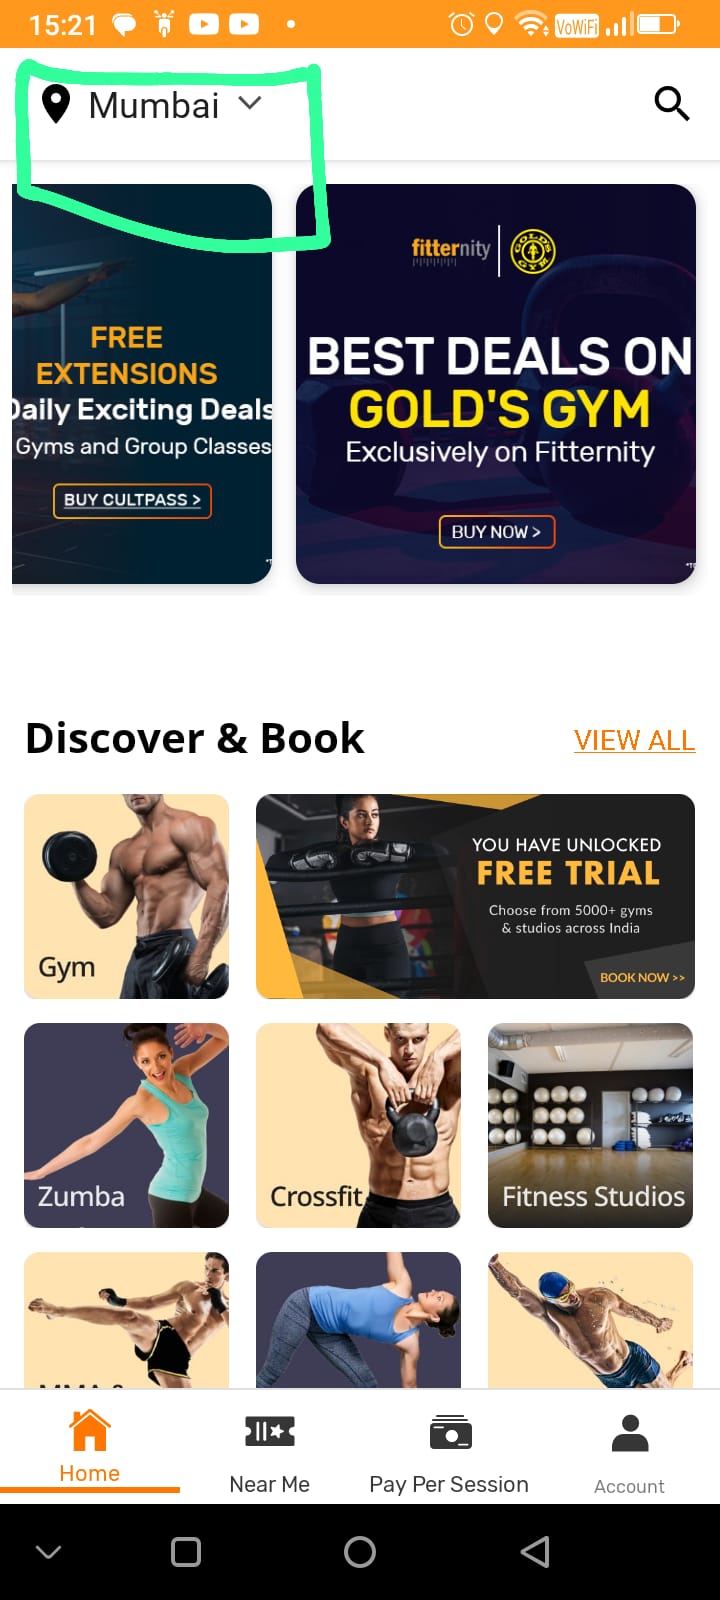 15:21
VoWiFi
Mumbai
FREE
EXTENSIONS
Daily Exciting Deals
Gyms and Group Classes
BUY CULTPASS >
fitternity
GOLD'S GYM
BEST DEALS ON
GOLD'S GYM
Exclusively on Fitternity
BUY NOW >
Discover & Book
VIEW ALL
Gym
YOU HAVE UNLOCKED
FREE TRIAL
Choose from 5000+ gyms
& studios across India
BOOK NOW >>
Zumba
Crossfit
Fitness Studios
Home
Near Me
Pay Per Session
Account